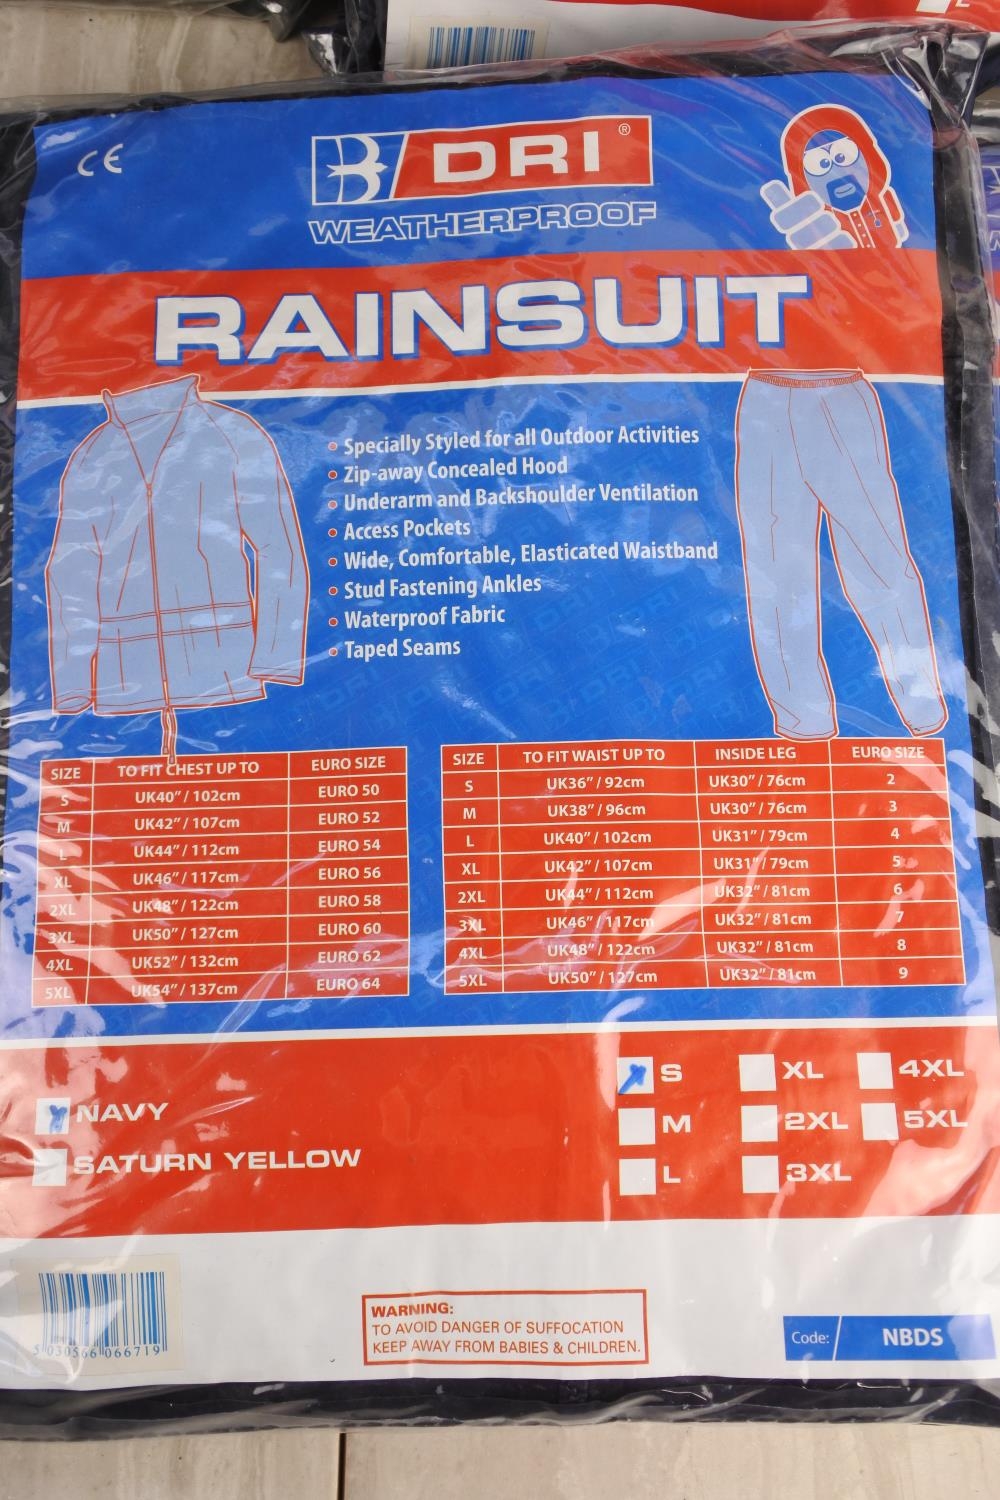 CE
B DRI®
WEATHERPROOF
RAINSUIT
Specially Styled for all Outdoor Activities
Zip-away Concealed Hood
Underarm and Backshoulder Ventilation
Access Pockets
Wide, Comfortable, Elasticated Waistband
Stud Fastening Ankles
Waterproof Fabric
Taped Seams
SIZE TO FIT CHEST UP TO EURO SIZE
S UK40" / 102cm EURO 50
M UK42" / 107cm EURO 52
L UK44" / 112cm EURO 54
XL UK46" / 117cm EURO 56
2XL UK48" / 122cm EURO 58
3XL UK50" / 127cm EURO 60
4XL UK52" / 132cm EURO 62
5XL UK54" / 137cm EURO 64
SIZE TO FIT WAIST UP TO INSIDE LEG EURO SIZE
S UK36" / 92cm UK30" / 76cm 2
M UK38" / 96cm UK30" / 76cm 3
L UK40" / 102cm UK31" / 79cm 4
XL UK42" / 107cm UK31" / 79cm 5
2XL UK44" / 112cm UK32" / 81cm 6
3XL UK46" / 117cm UK32" / 81cm 7
4XL UK48" / 122cm UK32" / 81cm 8
5XL UK50" / 127cm UK32" / 81cm 9
NAVY
SATURN YELLOW
S XL 4XL
M 2XL 5XL
L 3XL
5 030566 066719
WARNING:
TO AVOID DANGER OF SUFFOCATION
KEEP AWAY FROM BABIES & CHILDREN.
Code: NBDS